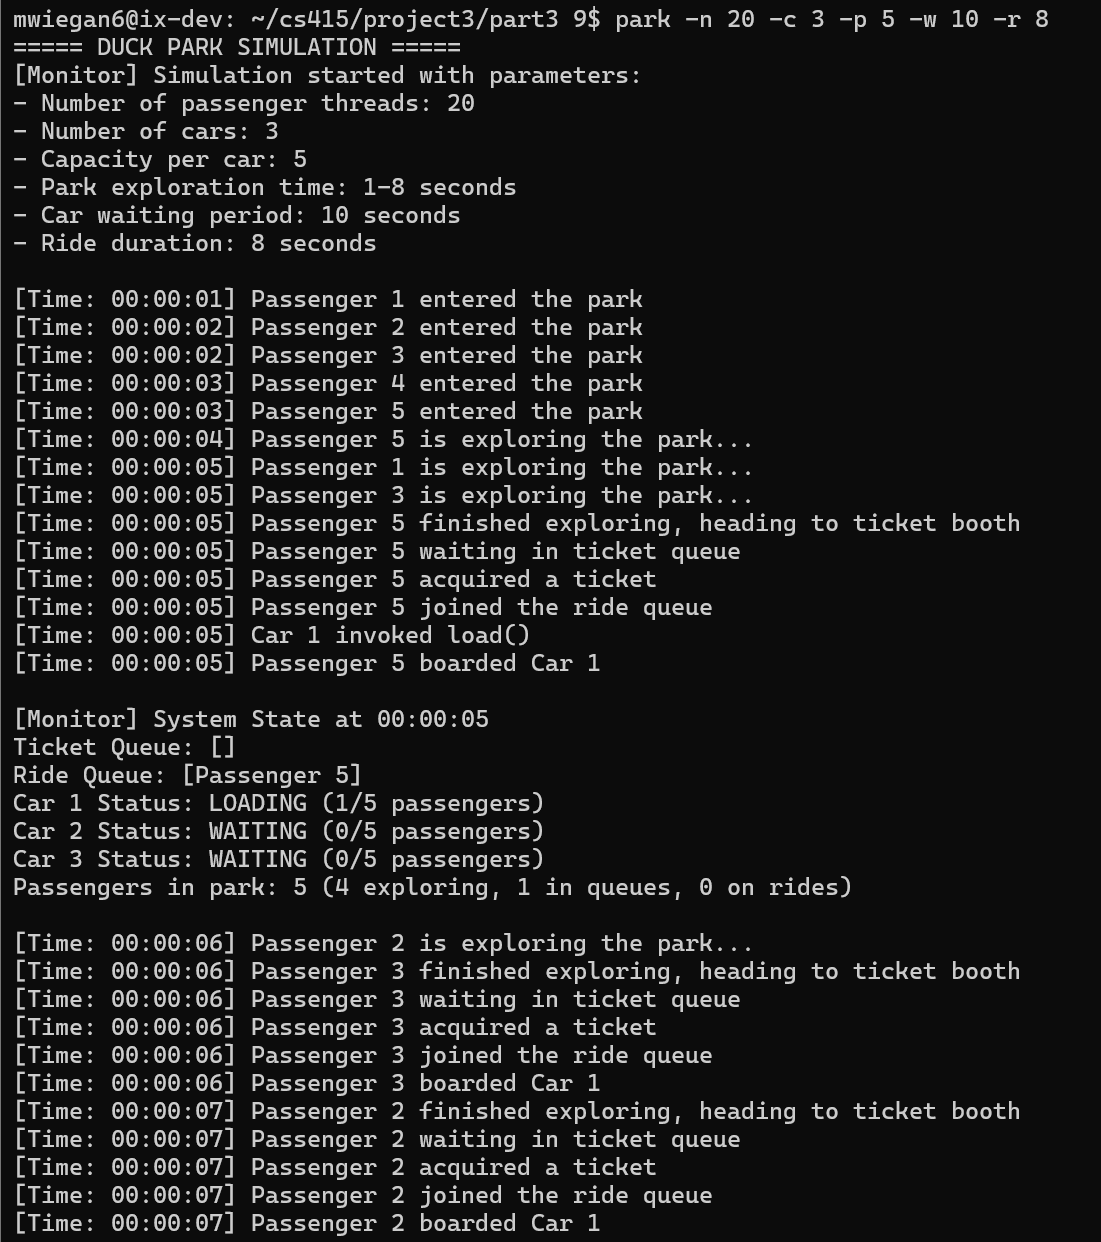 mwiegan6@ix-dev: ~/cs415/project3/part3 9$ park -n 20 -c 3 -p 5 -w 10 -r 8
===== DUCK PARK SIMULATION =====
[Monitor] Simulation started with parameters:
- Number of passenger threads: 20
- Number of cars: 3
- Capacity per car: 5
- Park exploration time: 1-8 seconds
- Car waiting period: 10 seconds
- Ride duration: 8 seconds

[Time: 00:00:01] Passenger 1 entered the park
[Time: 00:00:02] Passenger 2 entered the park
[Time: 00:00:02] Passenger 3 entered the park
[Time: 00:00:03] Passenger 4 entered the park
[Time: 00:00:03] Passenger 5 entered the park
[Time: 00:00:04] Passenger 5 is exploring the park...
[Time: 00:00:05] Passenger 1 is exploring the park...
[Time: 00:00:05] Passenger 3 is exploring the park...
[Time: 00:00:05] Passenger 5 finished exploring, heading to ticket booth
[Time: 00:00:05] Passenger 5 waiting in ticket queue
[Time: 00:00:05] Passenger 5 acquired a ticket
[Time: 00:00:05] Passenger 5 joined the ride queue
[Time: 00:00:05] Car 1 invoked load()
[Time: 00:00:05] Passenger 5 boarded Car 1

[Monitor] System State at 00:00:05
Ticket Queue: []
Ride Queue: [Passenger 5]
Car 1 Status: LOADING (1/5 passengers)
Car 2 Status: WAITING (0/5 passengers)
Car 3 Status: WAITING (0/5 passengers)
Passengers in park: 5 (4 exploring, 1 in queues, 0 on rides)

[Time: 00:00:06] Passenger 2 is exploring the park...
[Time: 00:00:06] Passenger 3 finished exploring, heading to ticket booth
[Time: 00:00:06] Passenger 3 waiting in ticket queue
[Time: 00:00:06] Passenger 3 acquired a ticket
[Time: 00:00:06] Passenger 3 joined the ride queue
[Time: 00:00:06] Passenger 3 boarded Car 1
[Time: 00:00:07] Passenger 2 finished exploring, heading to ticket booth
[Time: 00:00:07] Passenger 2 waiting in ticket queue
[Time: 00:00:07] Passenger 2 acquired a ticket
[Time: 00:00:07] Passenger 2 joined the ride queue
[Time: 00:00:07] Passenger 2 boarded Car 1